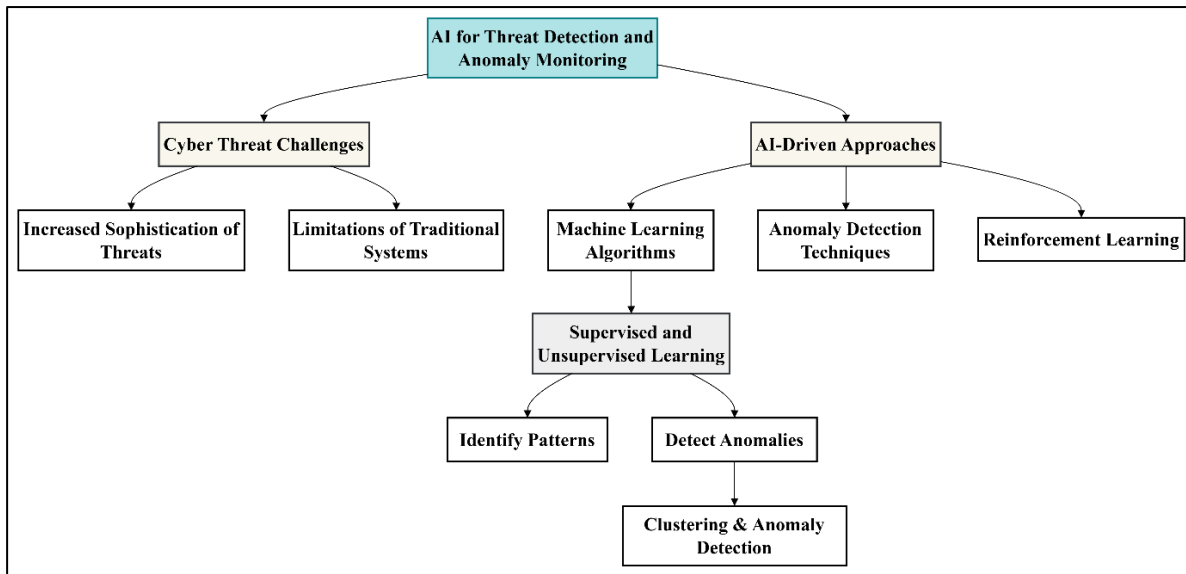 AI for Threat Detection and
Anomaly Monitoring
Cyber Threat Challenges
AI-Driven Approaches
Increased Sophistication of
Threats
Limitations of Traditional
Systems
Machine Learning
Algorithms
Anomaly Detection
Techniques
Reinforcement Learning
Supervised and
Unsupervised Learning
Identify Patterns
Detect Anomalies
Clustering & Anomaly
Detection